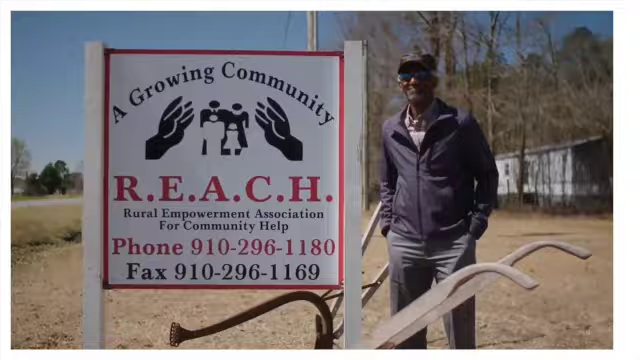 A Growing Community
R.E.A.C.H.
Rural Empowerment Association
For Community Help
Phone 910-296-1180
Fax 910-296-1169